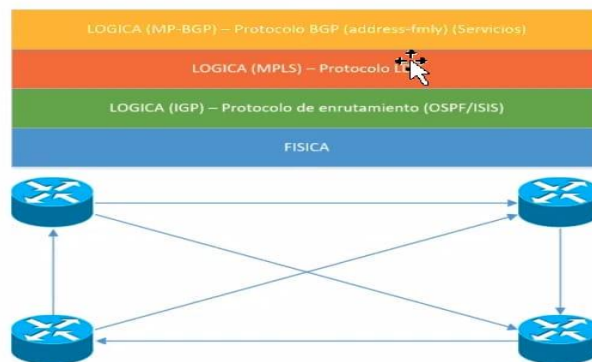 LOGICA (MP-BGP) – Protocolo BGP (address-fmly) (Servicios)
LOGICA (MPLS) – Protocolo
LOGICA (IGP) – Protocolo de enrutamiento (OSPF/ISIS)
FISICA